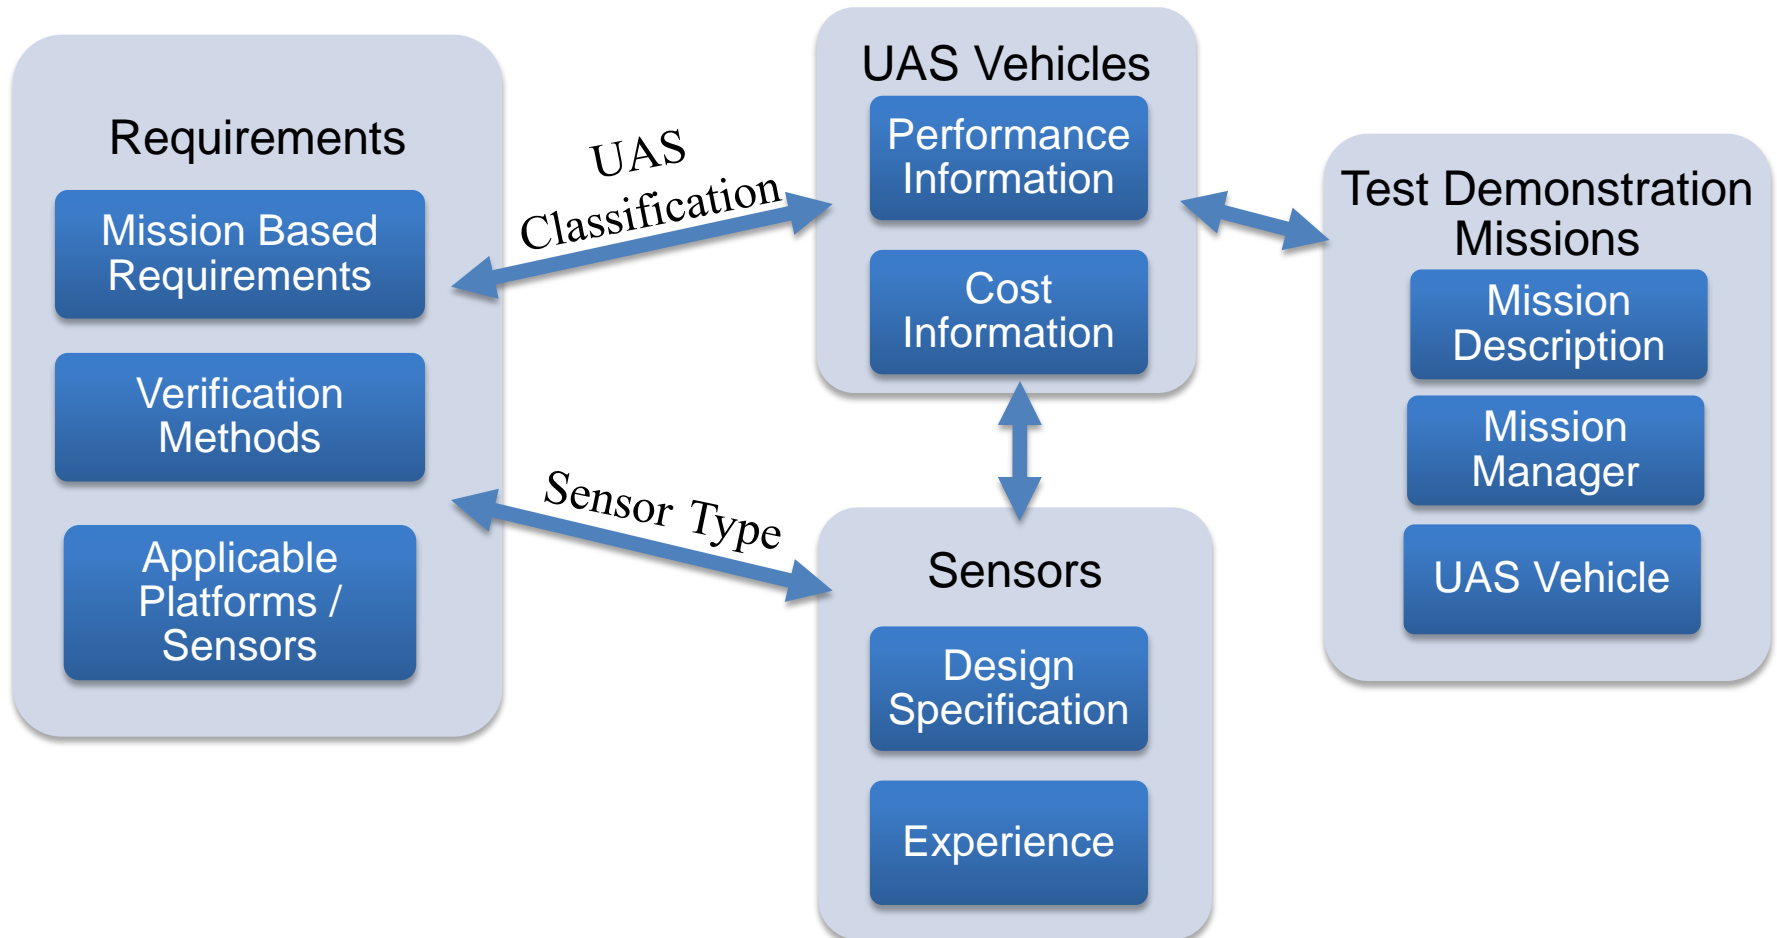 Requirements
Mission Based
Requirements
Verification
Methods
Applicable
Platforms /
Sensors
UAS
Classification
Sensor Type
UAS Vehicles
Performance
Information
Cost
Information
Sensors
Design
Specification
Experience
Test Demonstration
Missions
Mission
Description
Mission
Manager
UAS Vehicle